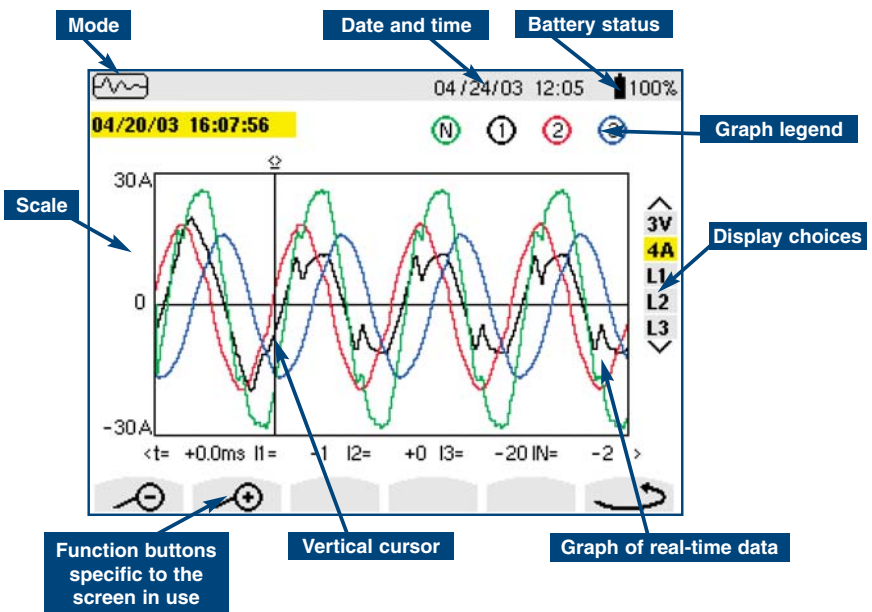 Mode
Date and time
Battery status
04/24/03 12:05 100%
04/20/03 16:07:56
N 1 2 3
Graph legend
Scale
30A
0
-30A
3V
4A
L1
L2
L3
Display choices
<t= +0.0ms I1= -1 I2= +0 I3= -20 IN= -2 >
Function buttons
specific to the
screen in use
Vertical cursor
Graph of real-time data